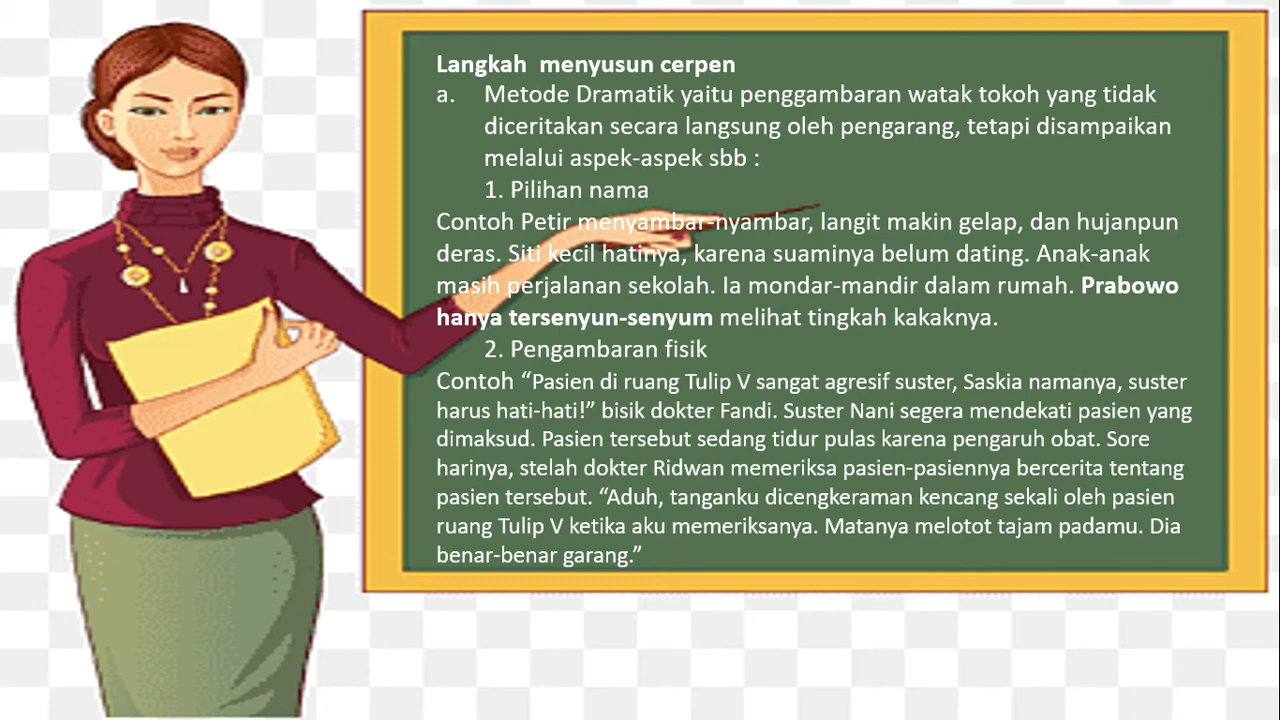 Langkah  menyusun cerpen
a. Metode Dramatik yaitu penggambaran watak tokoh yang tidak
diceritakan secara langsung oleh pengarang, tetapi disampaikan
melalui aspek-aspek sbb :
1. Pilihan nama
Contoh Petir menyambar-nyambar, langit makin gelap, dan hujanpun
deras. Siti kecil hatinya, karena suaminya belum dating. Anak-anak
masih perjalanan sekolah. Ia mondar-mandir dalam rumah. Prabowo
hanya tersenyun-senyum melihat tingkah kakaknya.
2. Pengambaran fisik
Contoh “Pasien di ruang Tulip V sangat agresif suster, Saskia namanya, suster
harus hati-hati!” bisik dokter Fandi. Suster Nani segera mendekati pasien yang
dimaksud. Pasien tersebut sedang tidur pulas karena pengaruh obat. Sore
harinya, stelah dokter Ridwan memeriksa pasien-pasiennya bercerita tentang
pasien tersebut. “Aduh, tanganku dicengkeraman kencang sekali oleh pasien
ruang Tulip V ketika aku memeriksanya. Matanya melotot tajam padamu. Dia
benar-benar garang.”